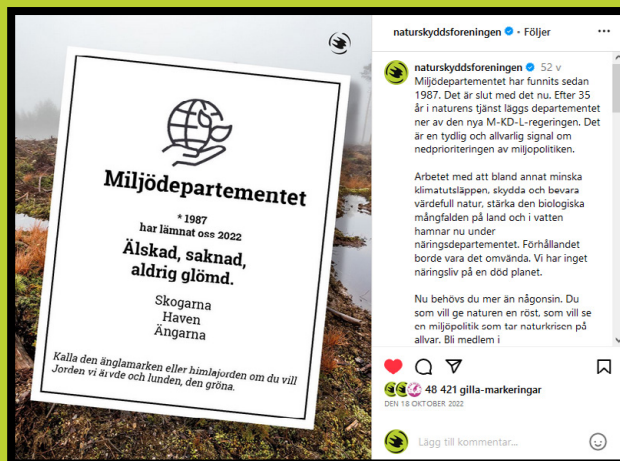 Miljödepartementet
* 1987
har lämnat oss 2022
Älskad, saknad,
aldrig glömd.
Skogarna
Haven
Ängarna
Kalla den änglamarken eller himlajorden om du vill
Jorden vi ärvde och lunden, den gröna.
naturskyddsforeningen • Följer
naturskyddsforeningen 52 v
Miljödepartementet har funnits sedan
1987. Det är slut med det nu. Efter 35
år i naturens tjänst läggs departementet
ner av den nya M-KD-L-regeringen. Det
är en tydlig och allvarlig signal om
nedprioriteringen av miljöpolitiken.
Arbetet med att bland annat minska
klimatutsläppen, skydda och bevara
värdefull natur, stärka den biologiska
mångfalden på land och i vatten
hamnar nu under
näringsdepartementet. Förhållandet
borde vara det omvända. Vi har inget
näringsliv på en död planet.
Nu behövs du mer än någonsin. Du
som vill ge naturen en röst, som vill se
en miljöpolitik som tar naturkrisen på
allvar. Bli medlem i
48 421 gilla-markeringar
DEN 18 OKTOBER 2022
Lägg till kommentar...